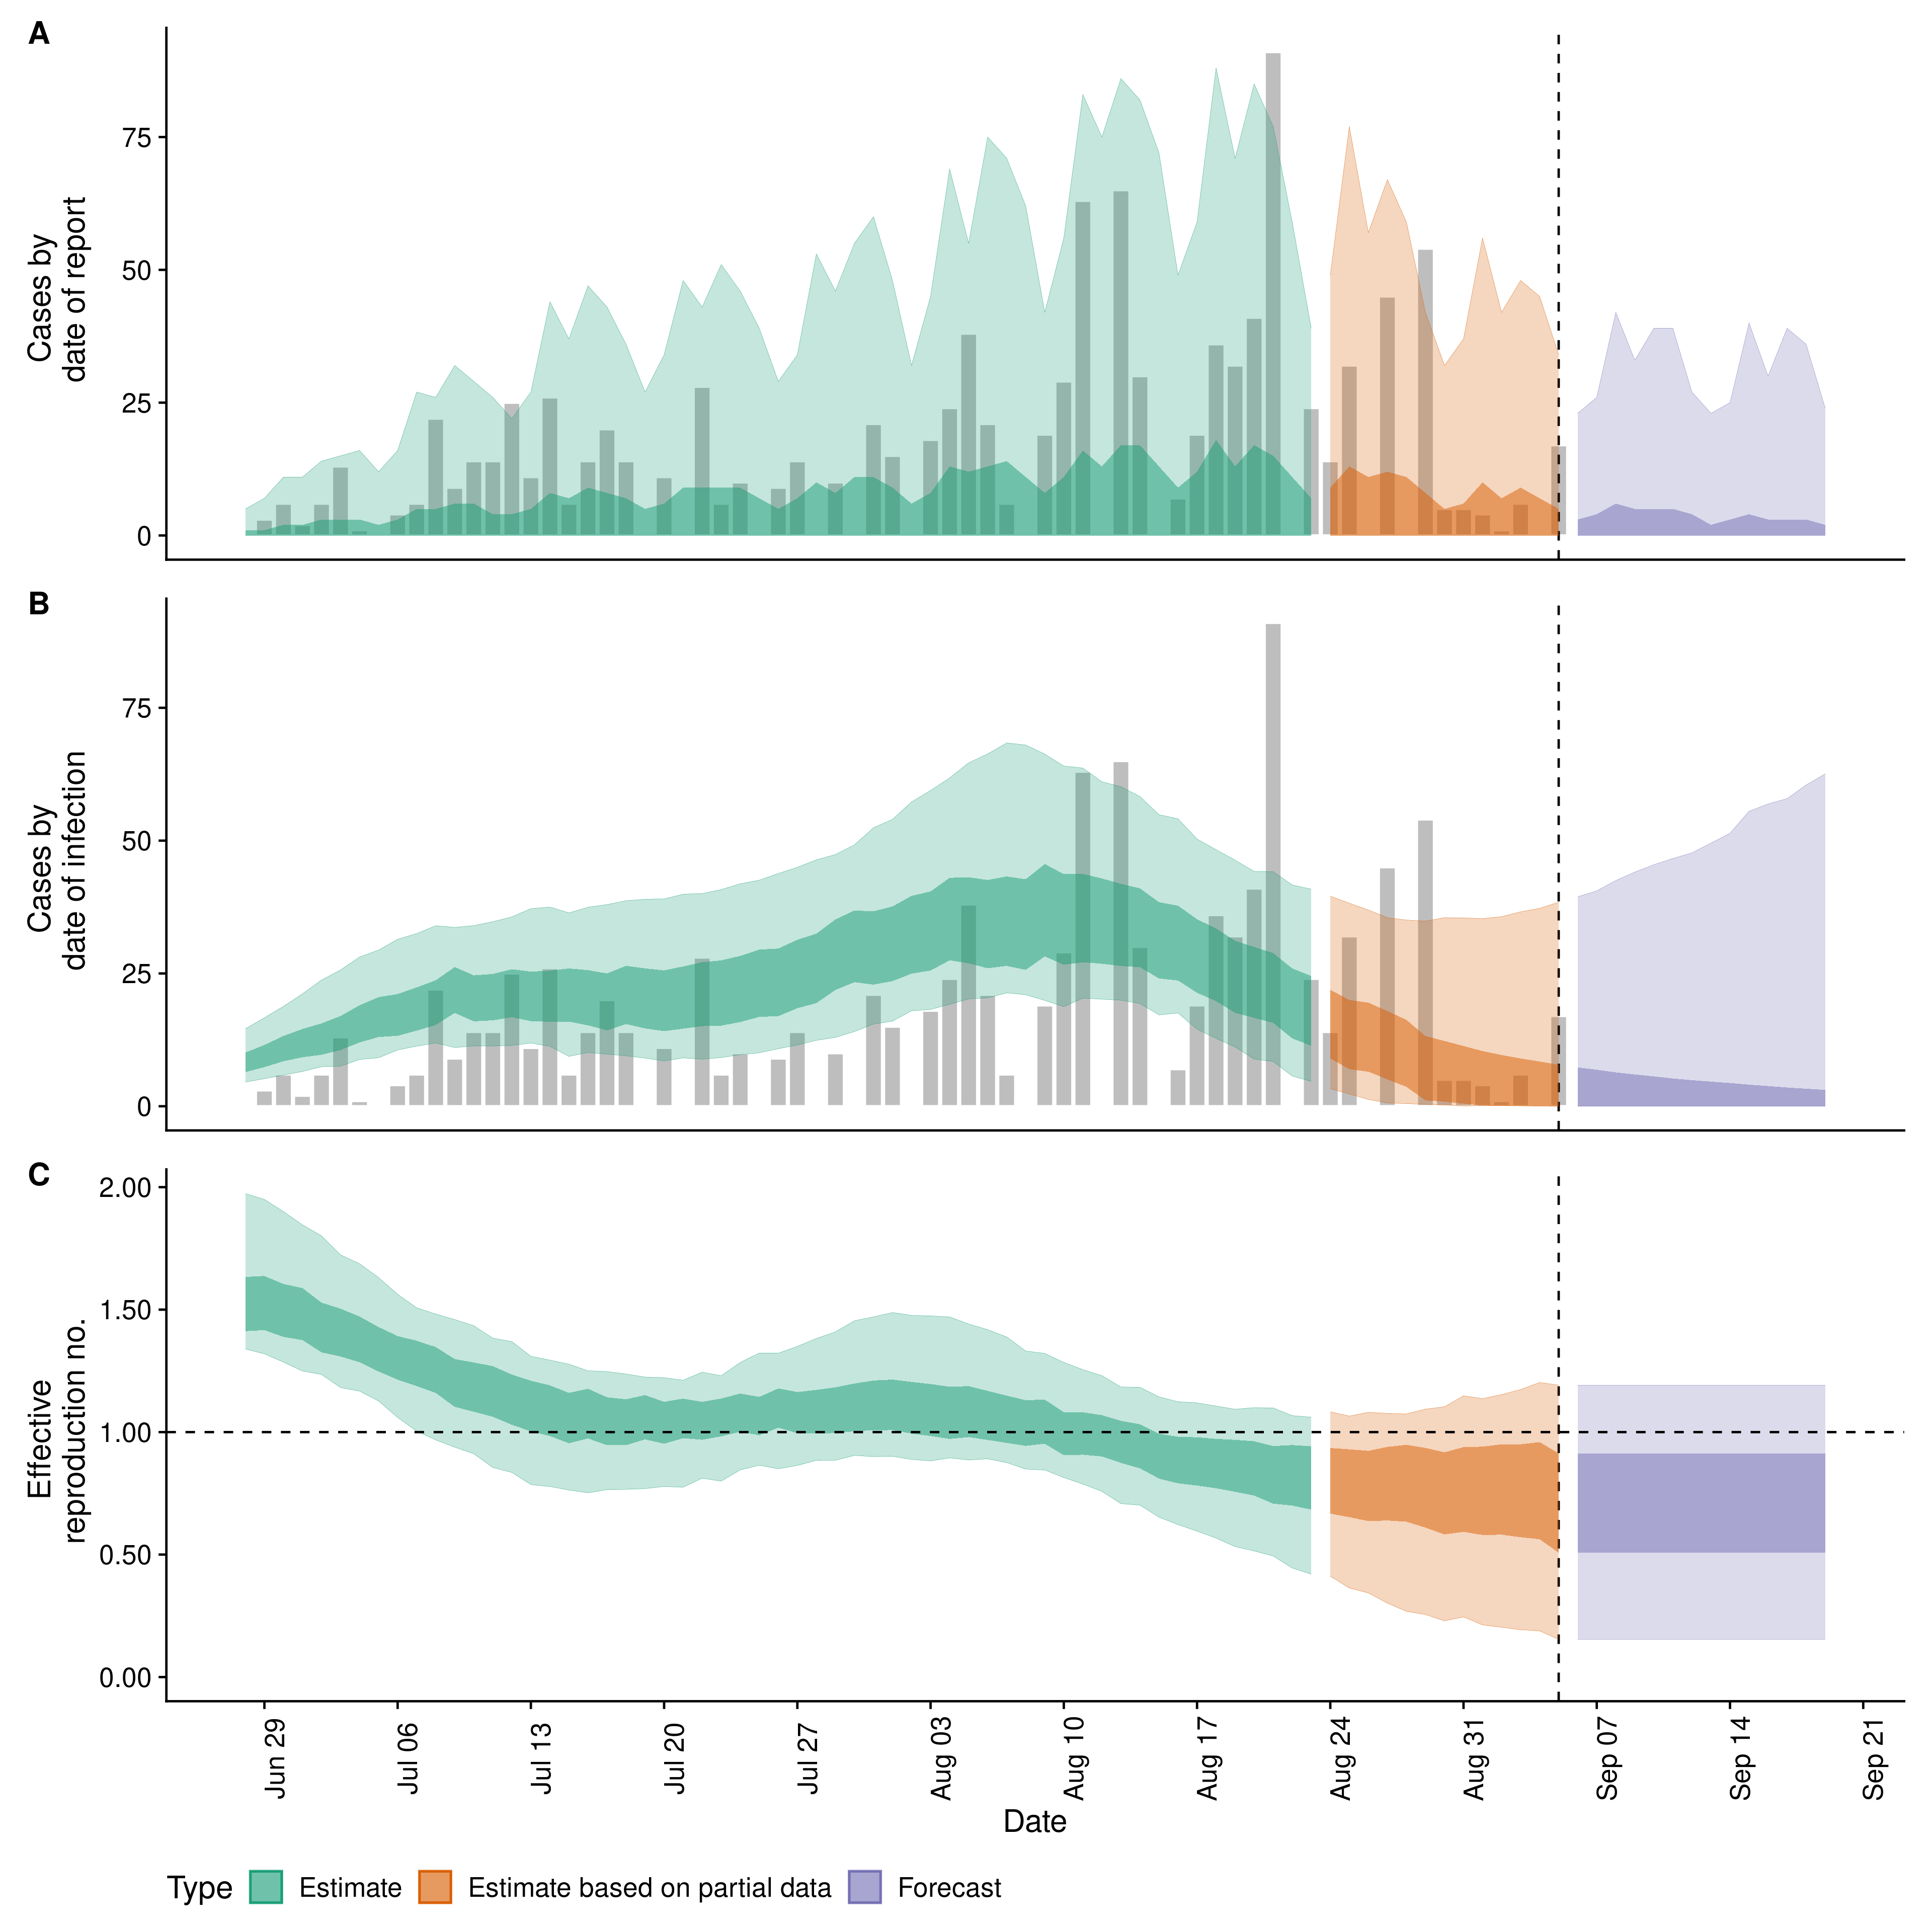 A
Cases by
date of report
75
50
25
0
B
Cases by
date of infection
75
50
25
0
C
Effective
reproduction no.
2.00
1.50
1.00
0.50
0.00
Jun 29
Jul 06
Jul 13
Jul 20
Jul 27
Aug 03
Aug 10
Aug 17
Aug 24
Aug 31
Sep 07
Sep 14
Sep 21
Date
Type Estimate Estimate based on partial data Forecast